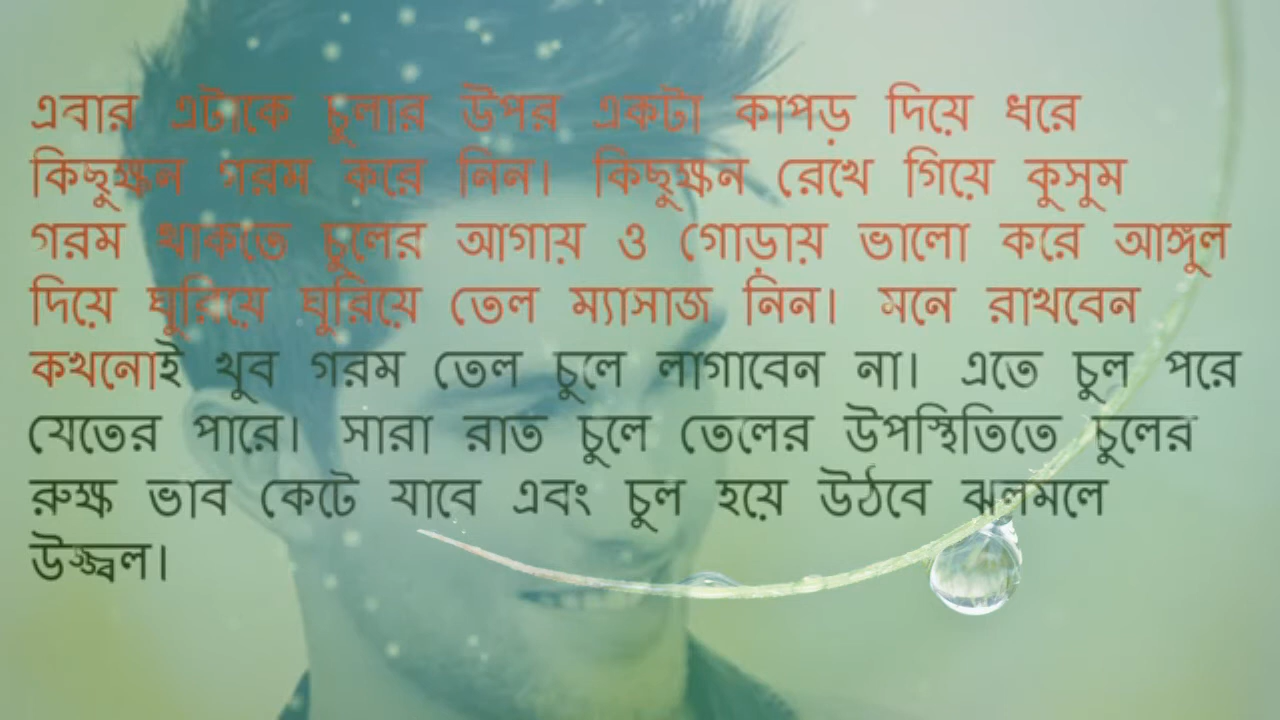 এবার এটাকে চুলার উপর একটা কাপড় দিয়ে ধরে
কিছুক্ষন গরম করে নিন। কিছুক্ষন রেখে গিয়ে কুসুম
গরম থাকতে চুলের আগায় ও গোড়ায় ভালো করে আঙ্গুল
দিয়ে ঘুরিয়ে ঘুরিয়ে তেল ম্যাসাজ নিন। মনে রাখবেন
কখনোই খুব গরম তেল চুলে লাগাবেন না। এতে চুল পরে
যেতের পারে। সারা রাত চুলে তেলের উপস্থিতিতে চুলের
রুক্ষ ভাব কেটে যাবে এবং চুল হয়ে উঠবে ঝলমলে
উজ্জ্বল।